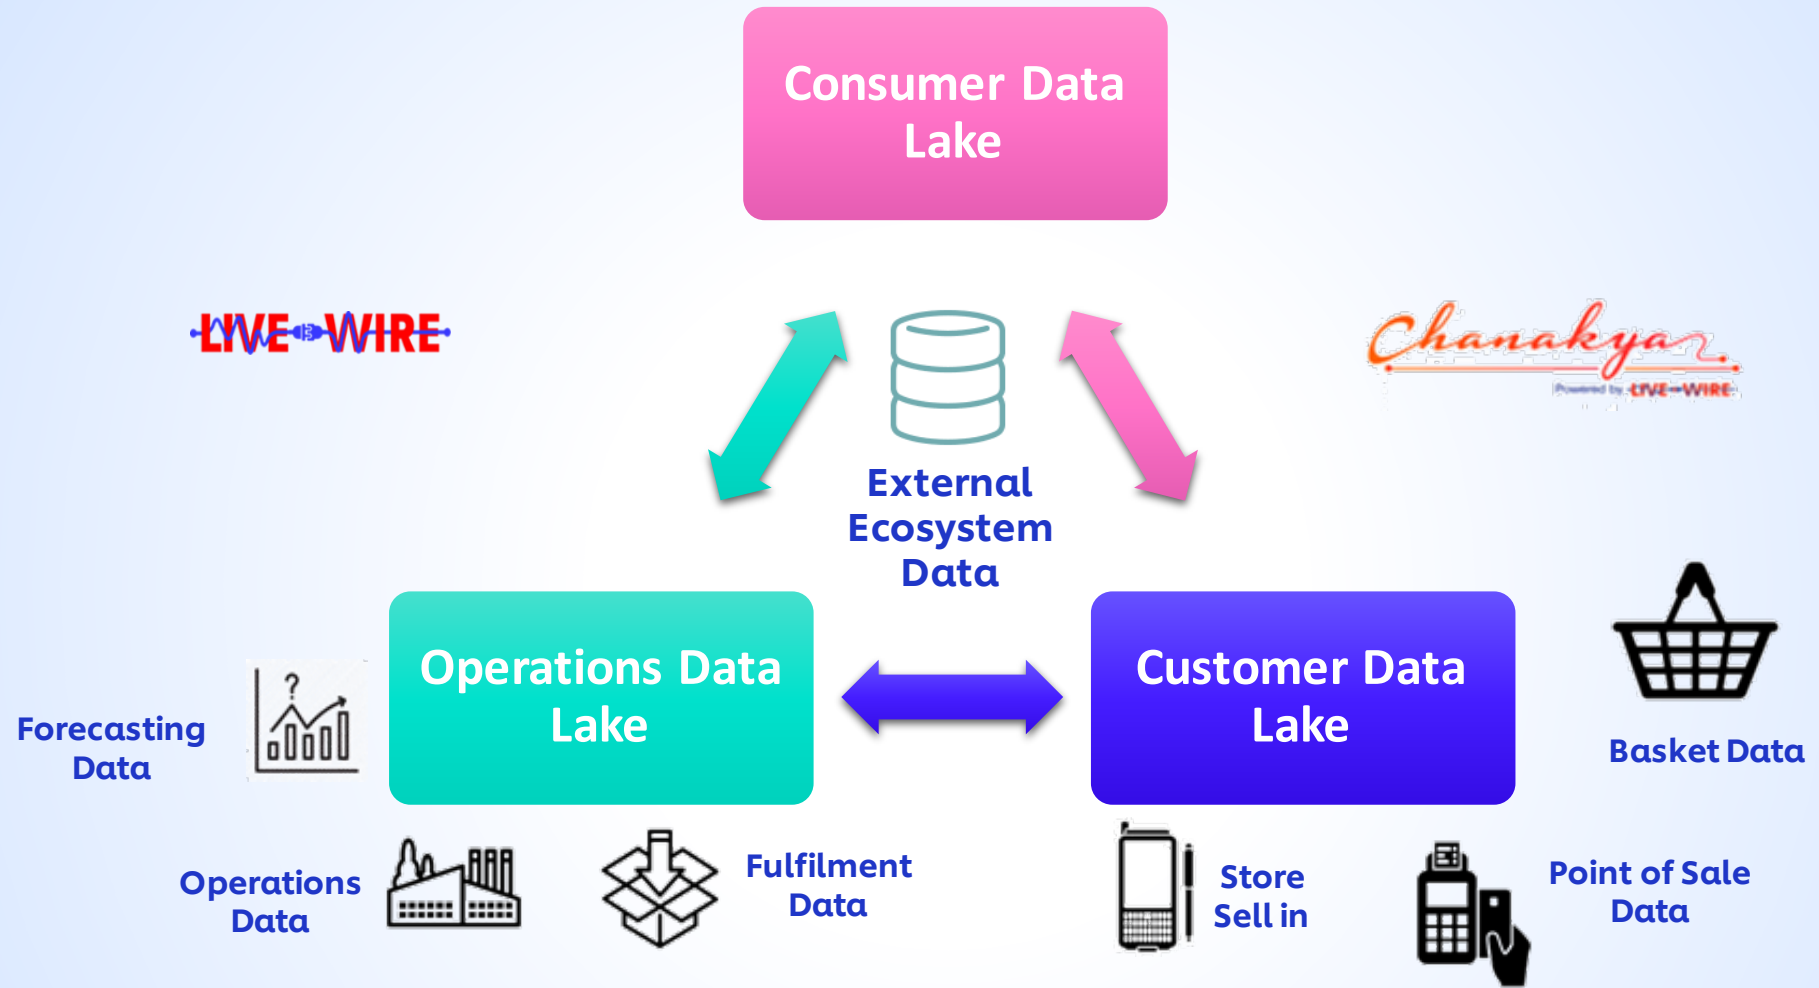 Consumer Data
Lake
LIVE WIRE
Chanakya
Powered by LIVE WIRE
External
Ecosystem
Data
Operations Data
Lake
Customer Data
Lake
?
Forecasting
Data
Basket Data
Operations
Data
Fulfilment
Data
Store
Sell in
Point of Sale
Data